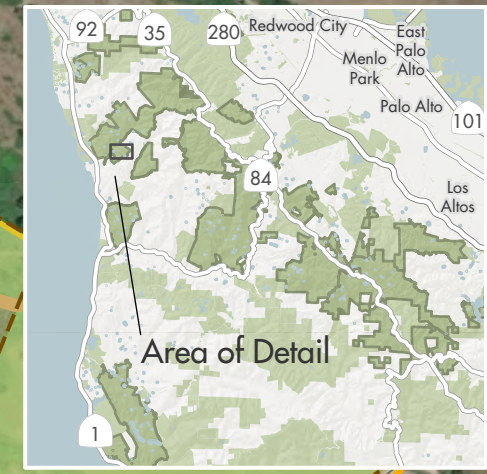 92
35
280
Redwood City
East
Palo
Alto
Menlo
Park
Palo Alto
101
84
Los
Altos
Area of Detail
1